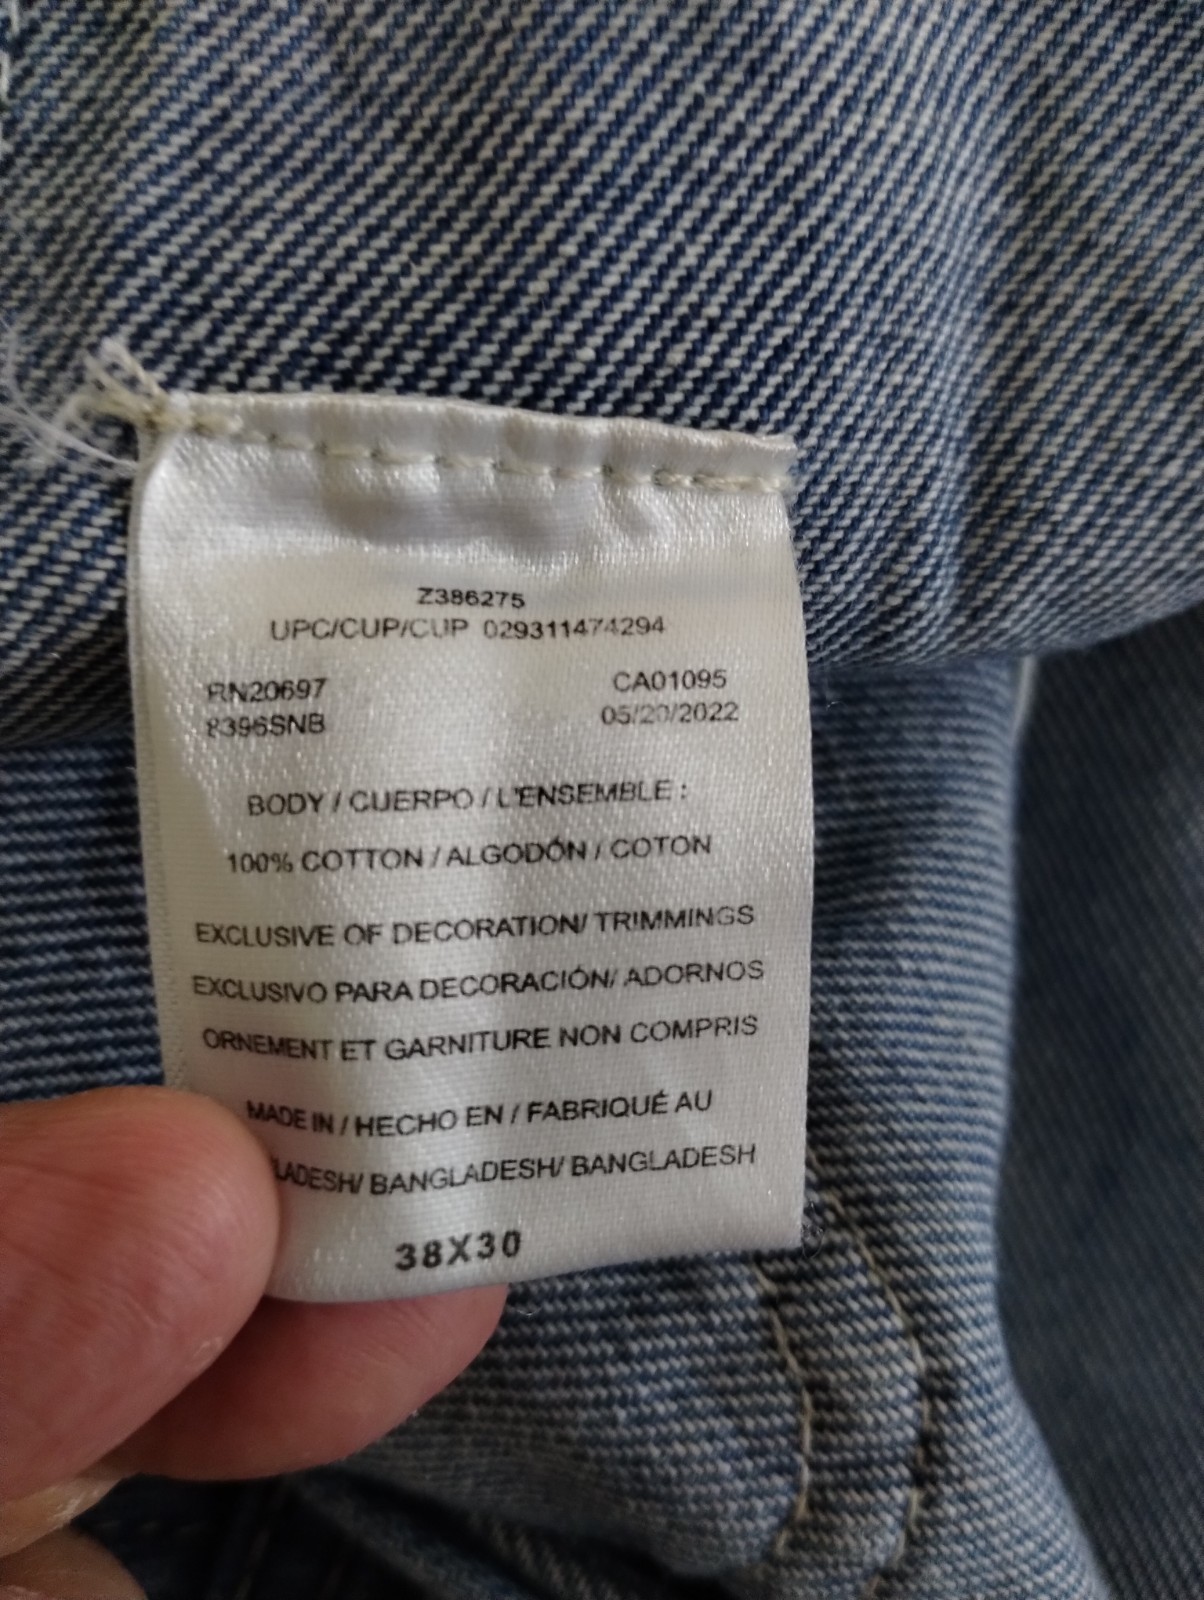 Z386275
UPC/CUP/CUP 029311474294
RN20697 CA01095
8396SNB 05/20/2022
BODY / CUERPO / L'ENSEMBLE :
100% COTTON / ALGODÓN / COTON
EXCLUSIVE OF DECORATION/ TRIMMINGS
EXCLUSIVO PARA DECORACIÓN/ ADORNOS
ORNEMENT ET GARNITURE NON COMPRIS
MADE IN / HECHO EN / FABRIQUÉ AU
LADESH/ BANGLADESH/ BANGLADESH
38X30